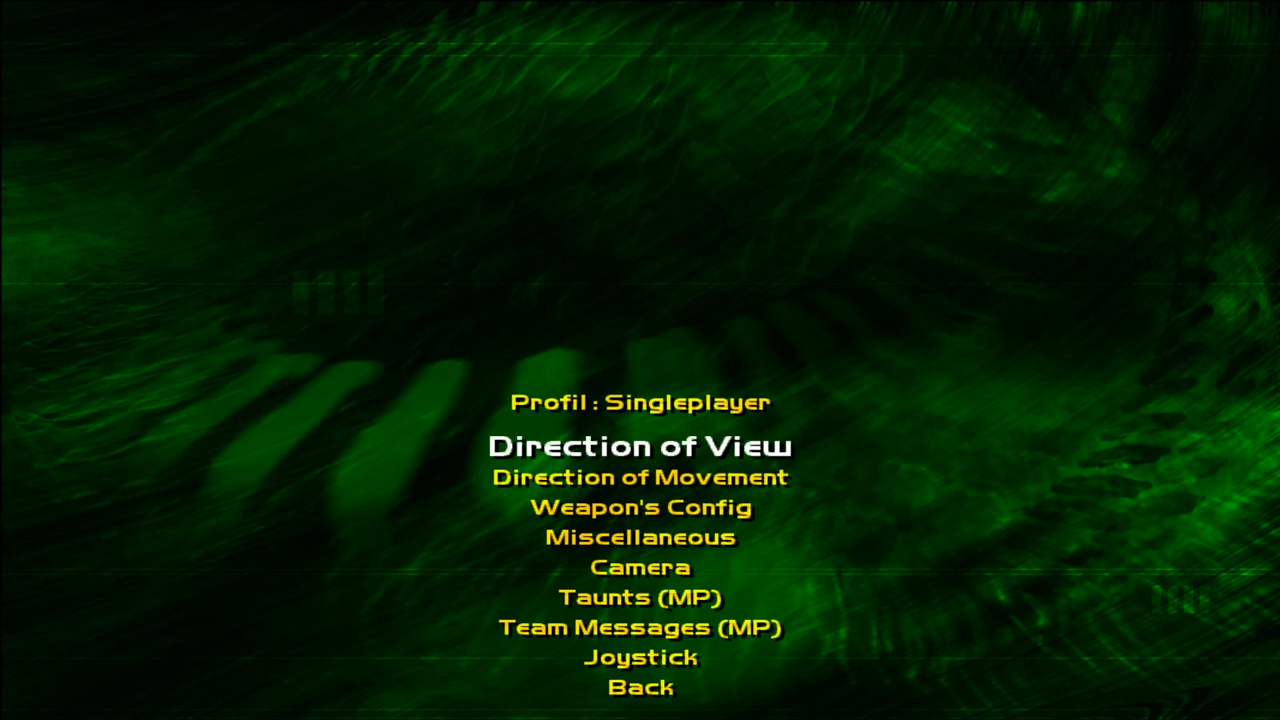 Profil : Singleplayer
Direction of View
Direction of Movement
Weapon's Config
Miscellaneous
Camera
Taunts (MP)
Team Messages (MP)
Joystick
Back